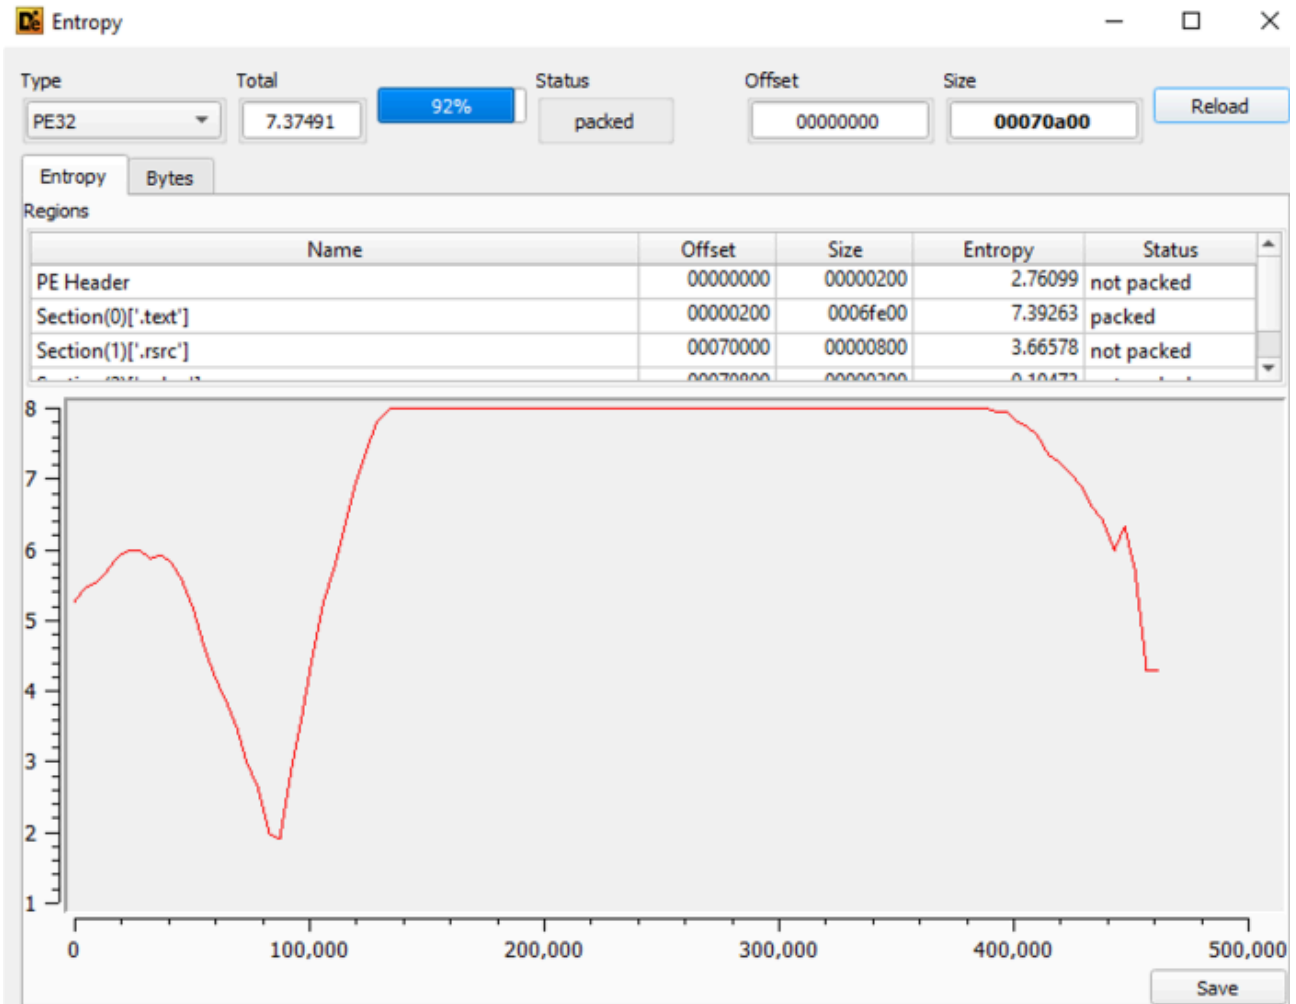 Entropy
Type Total Status Offset Size
PE32 7.37491 92% packed 00000000 00070a00 Reload
Entropy Bytes
Regions
Name Offset Size Entropy Status
PE Header 00000000 00000200 2.76099 not packed
Section(0)['.text'] 00000200 0006fe00 7.39263 packed
Section(1)['.rsrc'] 00070000 00000800 3.66578 not packed
8
7
6
5
4
3
2
1
0 100,000 200,000 300,000 400,000 500,000
Save